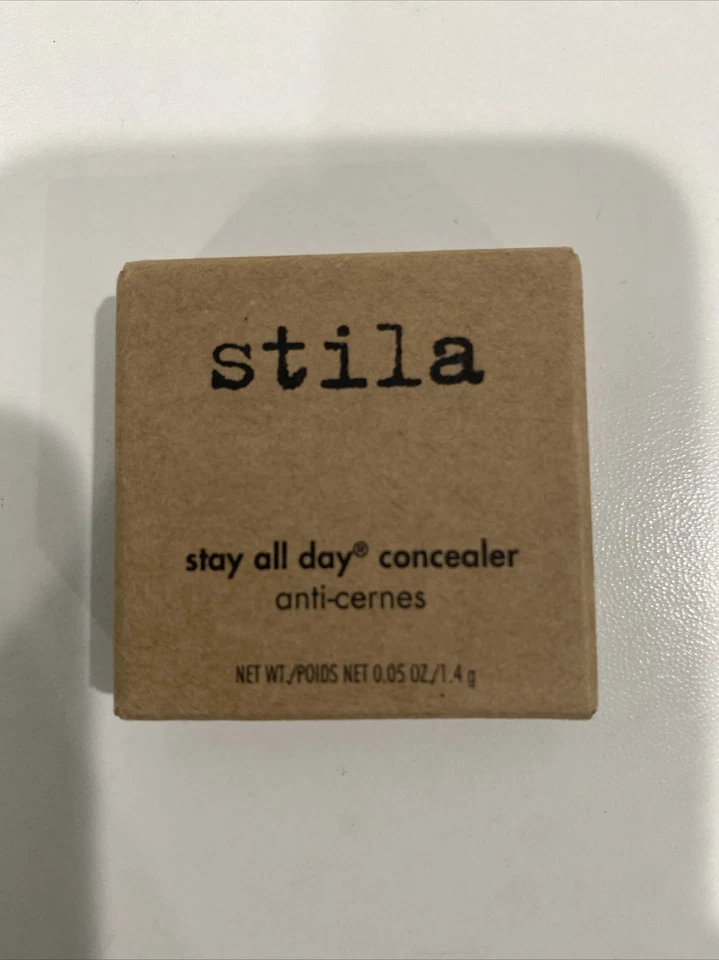 stila
stay all day® concealer
anti-cernes
NET WT./POIDS NET 0.05 OZ./1.4 g